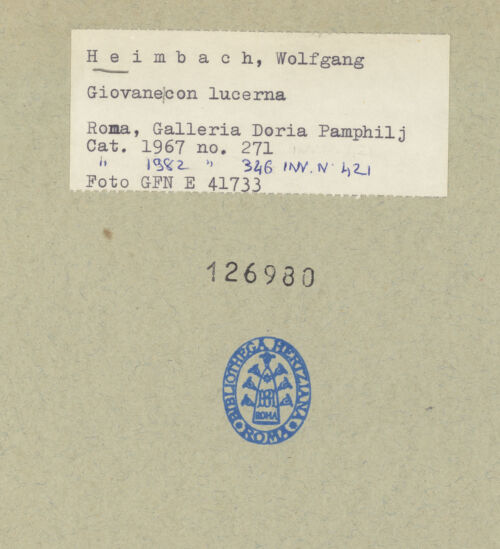 Heimbach, Wolfgang
Giovane|con lucerna
Roma, Galleria Doria Pamphilj
Cat. 1967 no. 271
" 1982 " 346 INV. N. 421
Foto GFN E 41733
126980
BIBLIOTHECA HERTZIANA
ROMA
ROMA